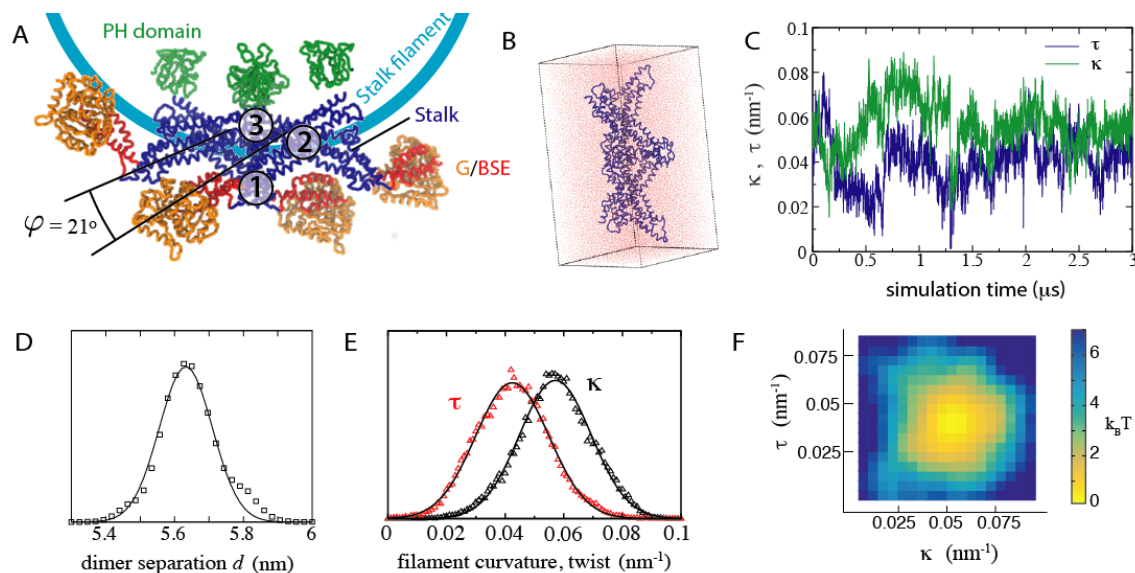 A
PH domain
Stalk filament
3
2
1
Stalk
G/BSE
φ = 21°
B
C
τ
κ
κ , τ (nm⁻¹)
0.1
0.08
0.06
0.04
0.02
0
0 0.5 1 1.5 2 2.5 3
simulation time (μs)
D
5.4 5.6 5.8 6
dimer separation d (nm)
E
τ
κ
0 0.02 0.04 0.06 0.08 0.1
filament curvature, twist (nm⁻¹)
F
τ (nm⁻¹)
0.075
0.05
0.025
0.025 0.05 0.075
κ (nm⁻¹)
6
4
k_BT
2
0